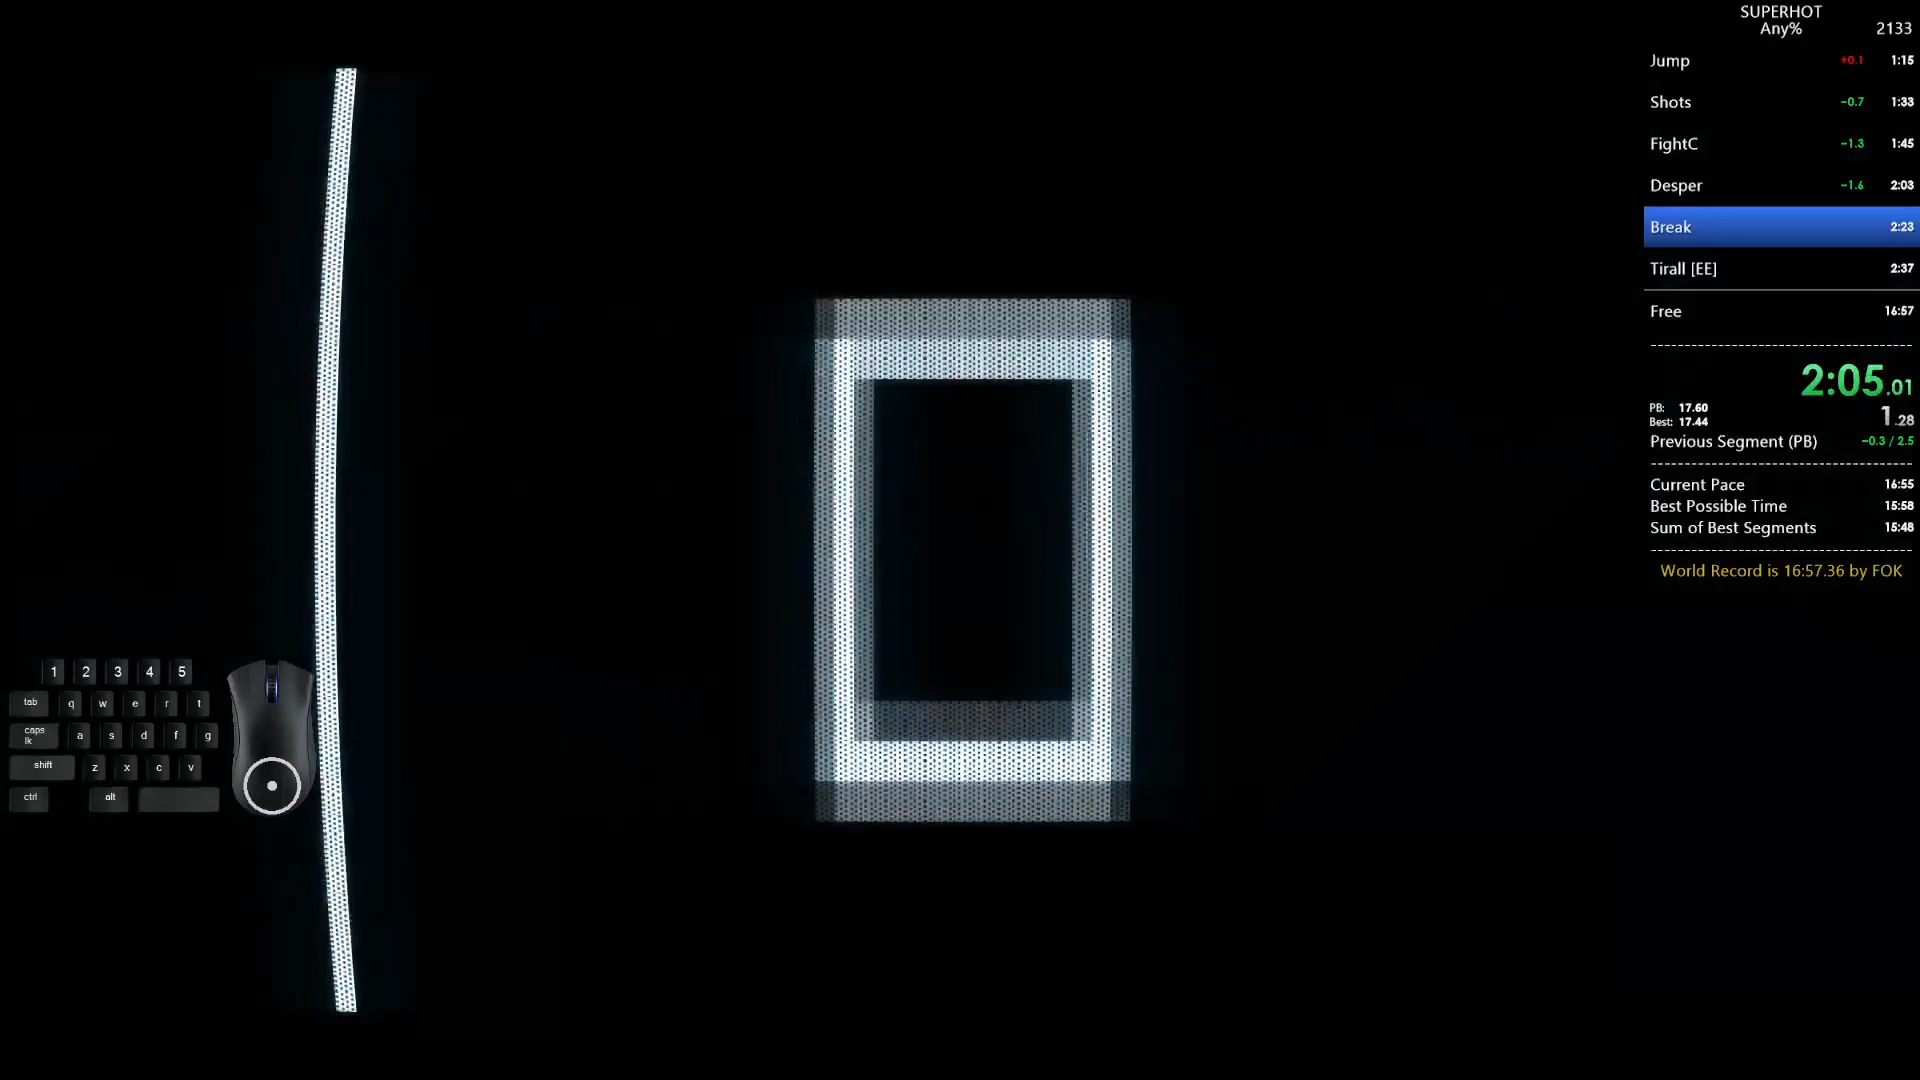 SUPERHOT
Any% 2133
Jump +0.1 1:15
Shots −0.7 1:33
FightC −1.3 1:45
Desper −1.6 2:03
Break 2:23
Tirall [EE] 2:37
Free 16:57
2:05.01
PB: 17.60
Best: 17.44
1.28
Previous Segment (PB) −0.3 / 2.5
Current Pace 16:55
Best Possible Time 15:58
Sum of Best Segments 15:48
World Record is 16:57.36 by FOK
1 2 3 4 5
tab q w e r t
caps lk a s d f g
shift z x c v
ctrl alt